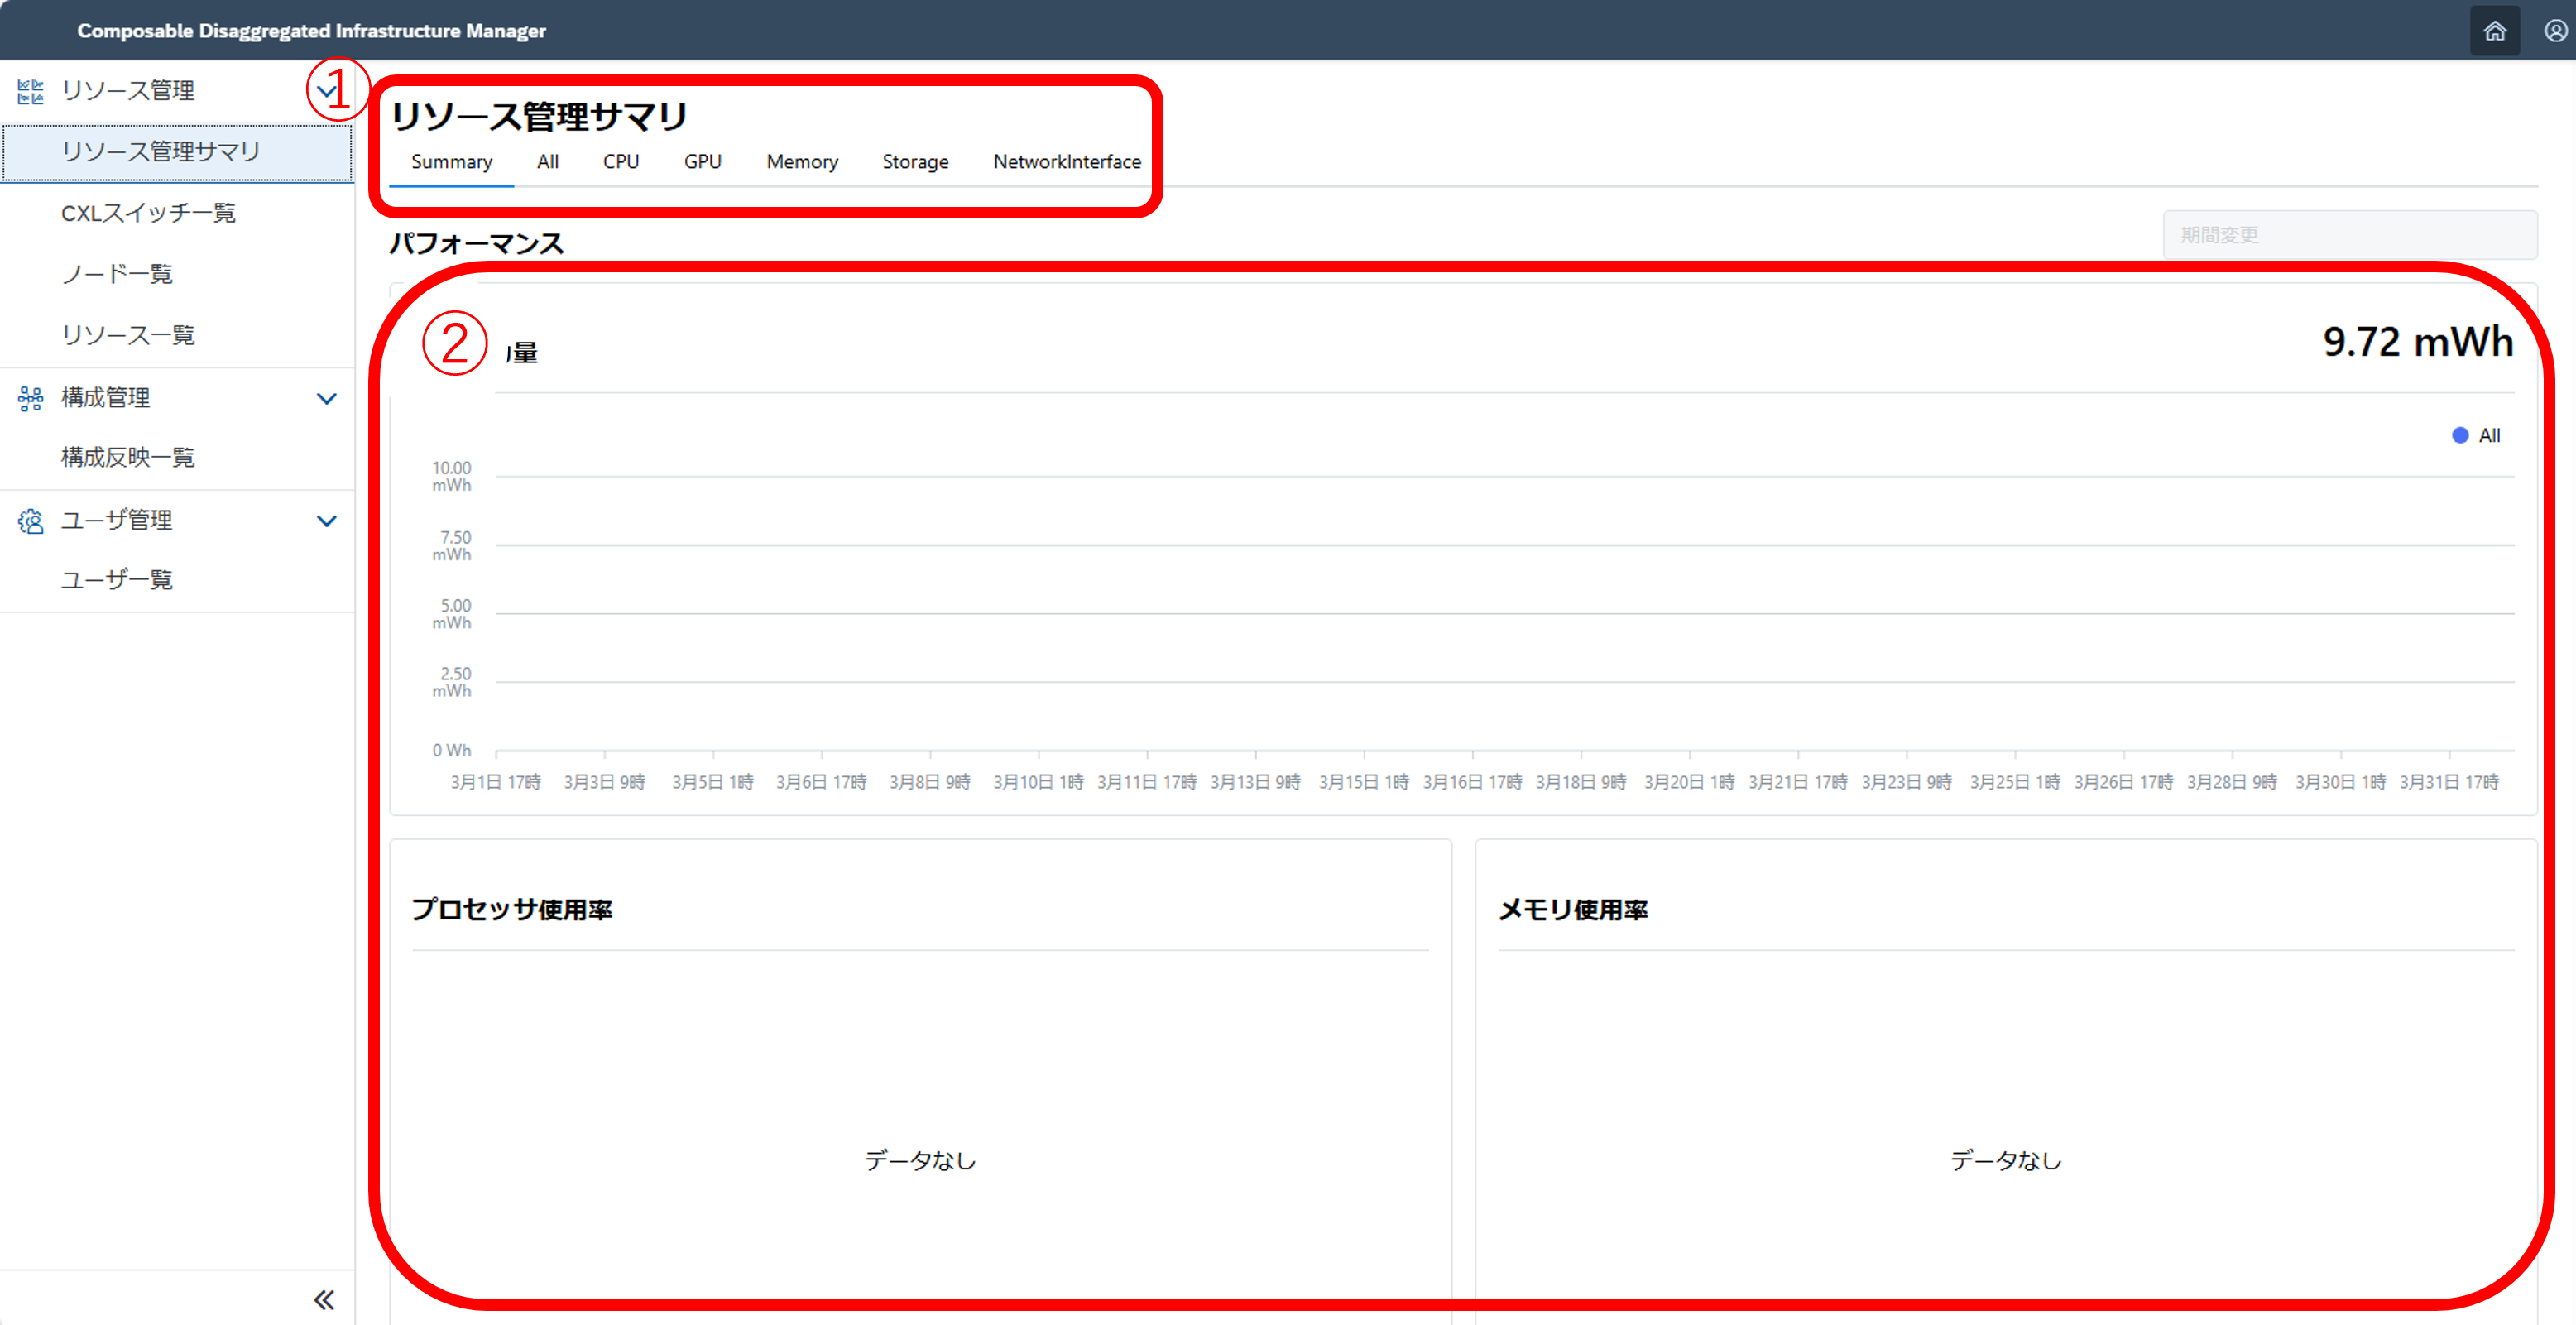 Composable Disaggregated Infrastructure Manager
リソース管理
①
リソース管理サマリ
CXLスイッチ一覧
ノード一覧
リソース一覧
構成管理
構成反映一覧
ユーザ管理
ユーザ一覧
リソース管理サマリ
Summary All CPU GPU Memory Storage NetworkInterface
パフォーマンス
期間変更
②
量
9.72 mWh
All
10.00 mWh
7.50 mWh
5.00 mWh
2.50 mWh
0 Wh
3月1日 17時 3月3日 9時 3月5日 1時 3月6日 17時 3月8日 9時 3月10日 1時 3月11日 17時 3月13日 9時 3月15日 1時 3月16日 17時 3月18日 9時 3月20日 1時 3月21日 17時 3月23日 9時 3月25日 1時 3月26日 17時 3月28日 9時 3月30日 1時 3月31日 17時
プロセッサ使用率
データなし
メモリ使用率
データなし